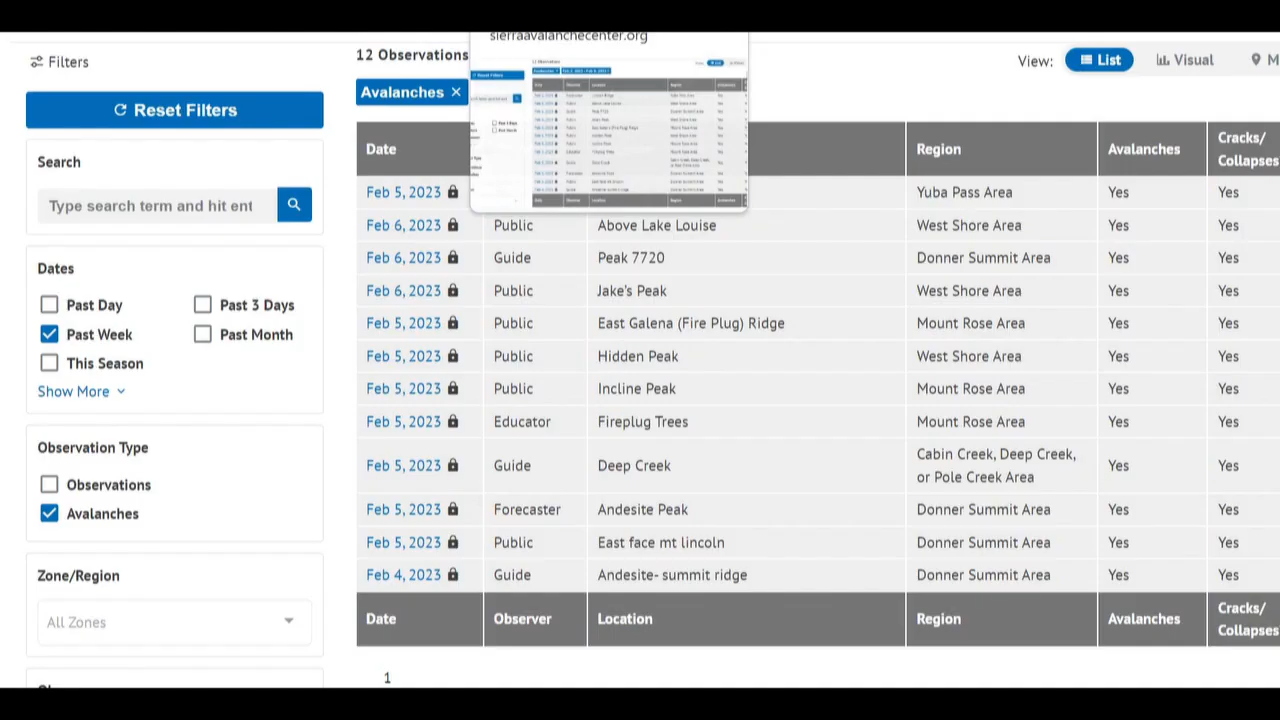 sierraavalanchecenter.org
Filters
Reset Filters
Search
Type search term and hit ent
Dates
Past Day
Past 3 Days
Past Week
Past Month
This Season
Show More
Observation Type
Observations
Avalanches
Zone/Region
All Zones
12 Observations
View:
List
Visual
M
Avalanches ×
Date Region Avalanches Cracks/
Collapses
Feb 5, 2023 Yuba Pass Area Yes Yes
Feb 6, 2023 Public Above Lake Louise West Shore Area Yes Yes
Feb 6, 2023 Guide Peak 7720 Donner Summit Area Yes Yes
Feb 6, 2023 Public Jake's Peak West Shore Area Yes Yes
Feb 5, 2023 Public East Galena (Fire Plug) Ridge Mount Rose Area Yes Yes
Feb 5, 2023 Public Hidden Peak West Shore Area Yes Yes
Feb 5, 2023 Public Incline Peak Mount Rose Area Yes Yes
Feb 5, 2023 Educator Fireplug Trees Mount Rose Area Yes Yes
Feb 5, 2023 Guide Deep Creek Cabin Creek, Deep Creek,
or Pole Creek Area Yes Yes
Feb 5, 2023 Forecaster Andesite Peak Donner Summit Area Yes Yes
Feb 5, 2023 Public East face mt lincoln Donner Summit Area Yes Yes
Feb 4, 2023 Guide Andesite- summit ridge Donner Summit Area Yes Yes
Date Observer Location Region Avalanches Cracks/
Collapses
1